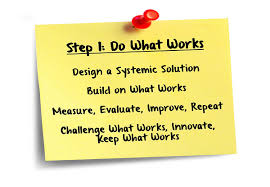 Step 1: Do What Works
Design a Systemic Solution
Build on What Works
Measure, Evaluate, Improve, Repeat
Challenge What Works, Innovate,
Keep What Works